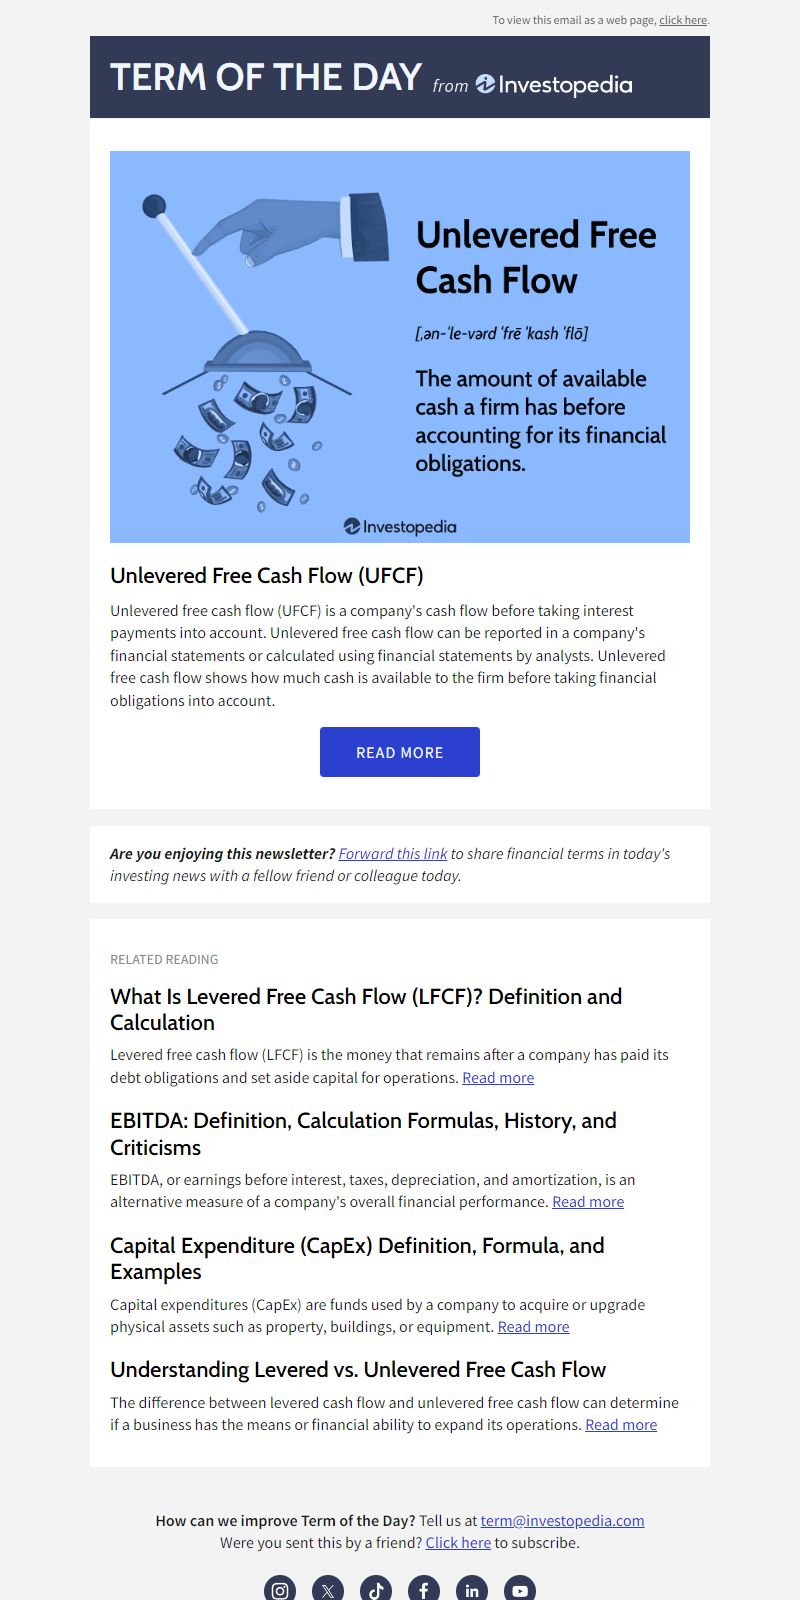 To view this email as a web page, click here.
TERM OF THE DAY from Investopedia
Unlevered Free
Cash Flow
[ˌən-ˈle-vərd ˈfrē ˈkash ˈflō]
The amount of available
cash a firm has before
accounting for its financial
obligations.
Investopedia
Unlevered Free Cash Flow (UFCF)
Unlevered free cash flow (UFCF) is a company's cash flow before taking interest
payments into account. Unlevered free cash flow can be reported in a company's
financial statements or calculated using financial statements by analysts. Unlevered
free cash flow shows how much cash is available to the firm before taking financial
obligations into account.
READ MORE
Are you enjoying this newsletter? Forward this link to share financial terms in today's
investing news with a fellow friend or colleague today.
RELATED READING
What Is Levered Free Cash Flow (LFCF)? Definition and
Calculation
Levered free cash flow (LFCF) is the money that remains after a company has paid its
debt obligations and set aside capital for operations. Read more
EBITDA: Definition, Calculation Formulas, History, and
Criticisms
EBITDA, or earnings before interest, taxes, depreciation, and amortization, is an
alternative measure of a company's overall financial performance. Read more
Capital Expenditure (CapEx) Definition, Formula, and
Examples
Capital expenditures (CapEx) are funds used by a company to acquire or upgrade
physical assets such as property, buildings, or equipment. Read more
Understanding Levered vs. Unlevered Free Cash Flow
The difference between levered cash flow and unlevered free cash flow can determine
if a business has the means or financial ability to expand its operations. Read more
How can we improve Term of the Day? Tell us at term@investopedia.com
Were you sent this by a friend? Click here to subscribe.